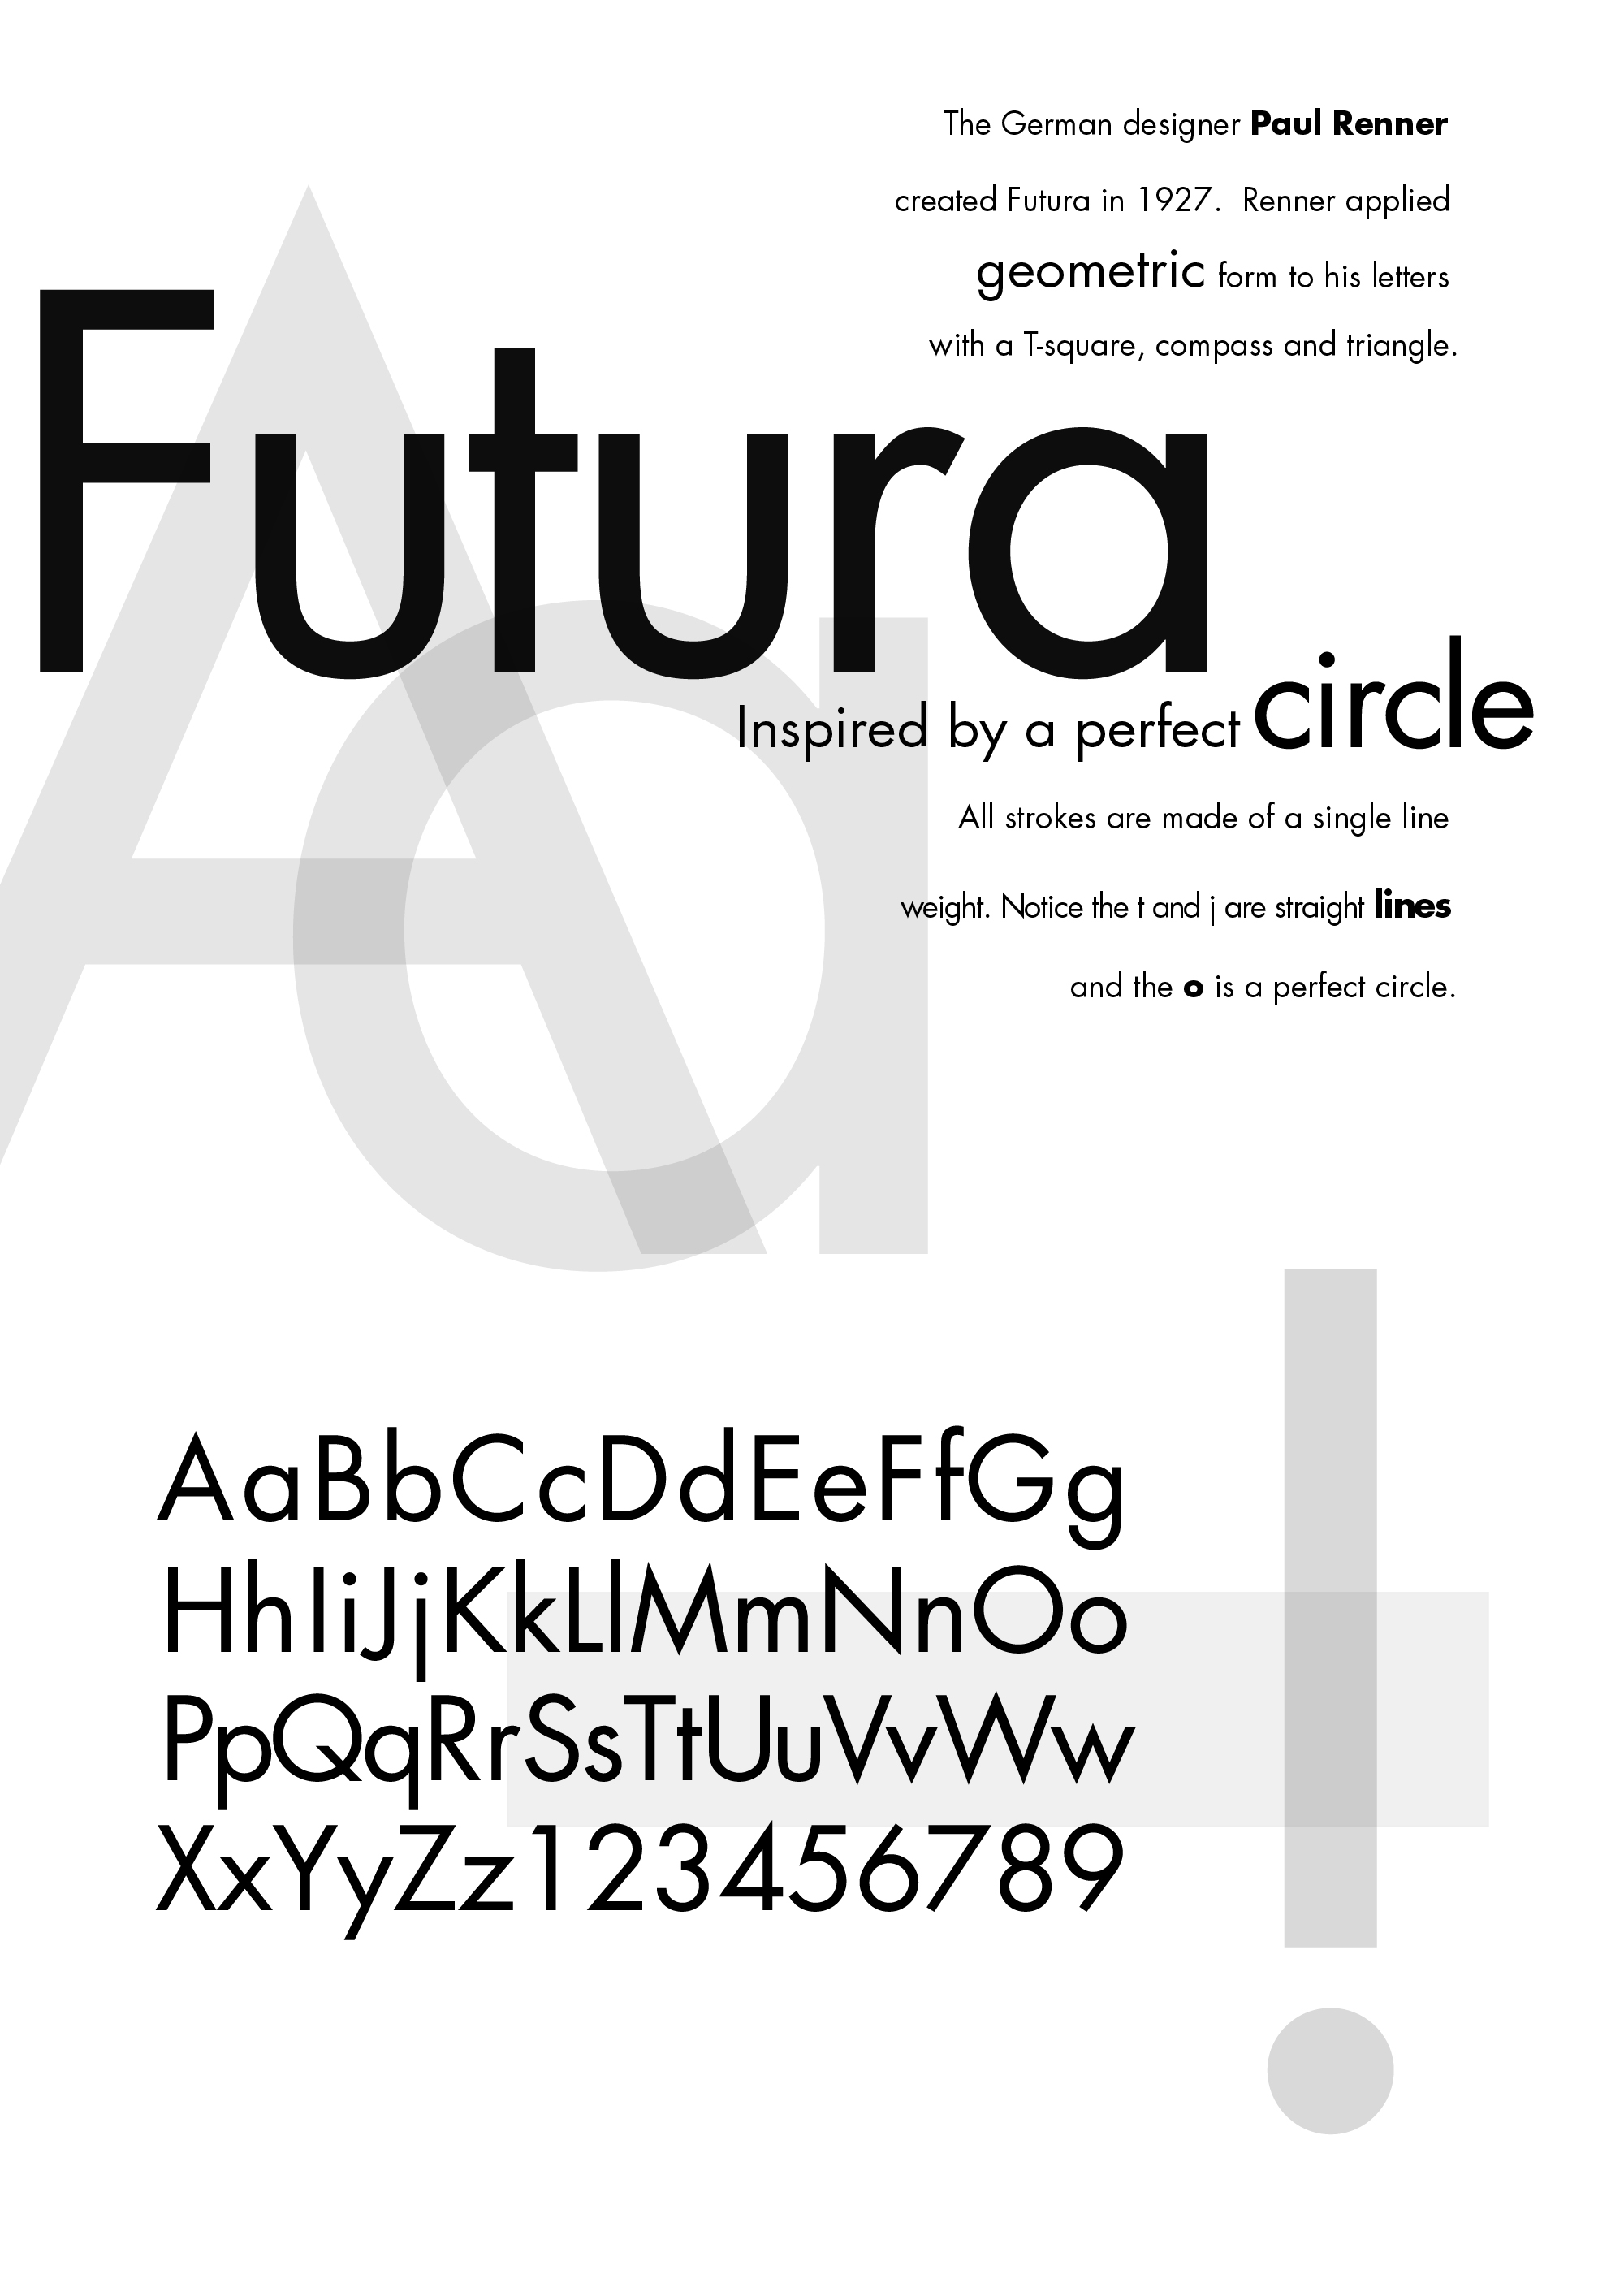 The German designer Paul Renner
created Futura in 1927. Renner applied
geometric form to his letters
with a T-square, compass and triangle.
Futura
Aa
Inspired by a perfect circle
All strokes are made of a single line
weight. Notice the t and j are straight lines
and the o is a perfect circle.
!
AaBbCcDdEeFfGg
HhIiJjKkLlMmNnOo
PpQqRrSsTtUuVvWw
XxYyZz123456789